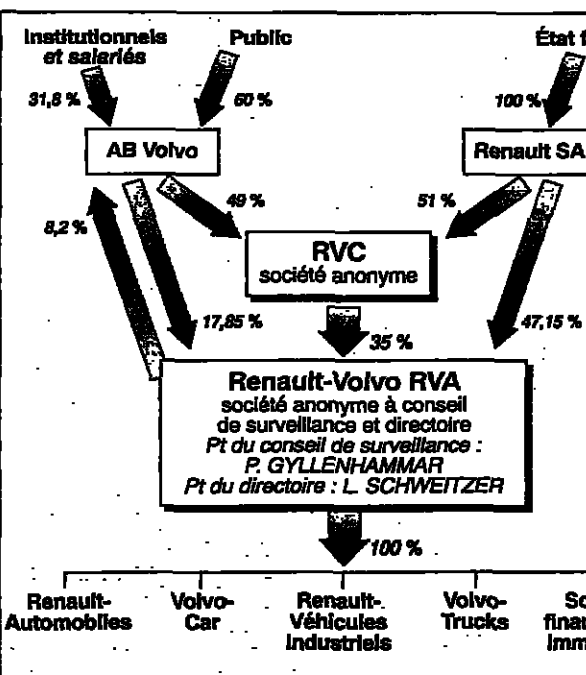 Institutionnels
et salariés
Public
État
31,8 %
60 %
100 %
AB Volvo
Renault SA
8,2 %
49 %
51 %
RVC
société anonyme
17,85 %
35 %
47,15 %
Renault-Volvo RVA
société anonyme à conseil
de surveillance et directoire
Pt du conseil de surveillance :
P. GYLLENHAMMAR
Pt du directoire : L. SCHWEITZER
100 %
Renault-
Automobiles
Volvo-
Car
Renault-
Véhicules
Industriels
Volvo-
Trucks